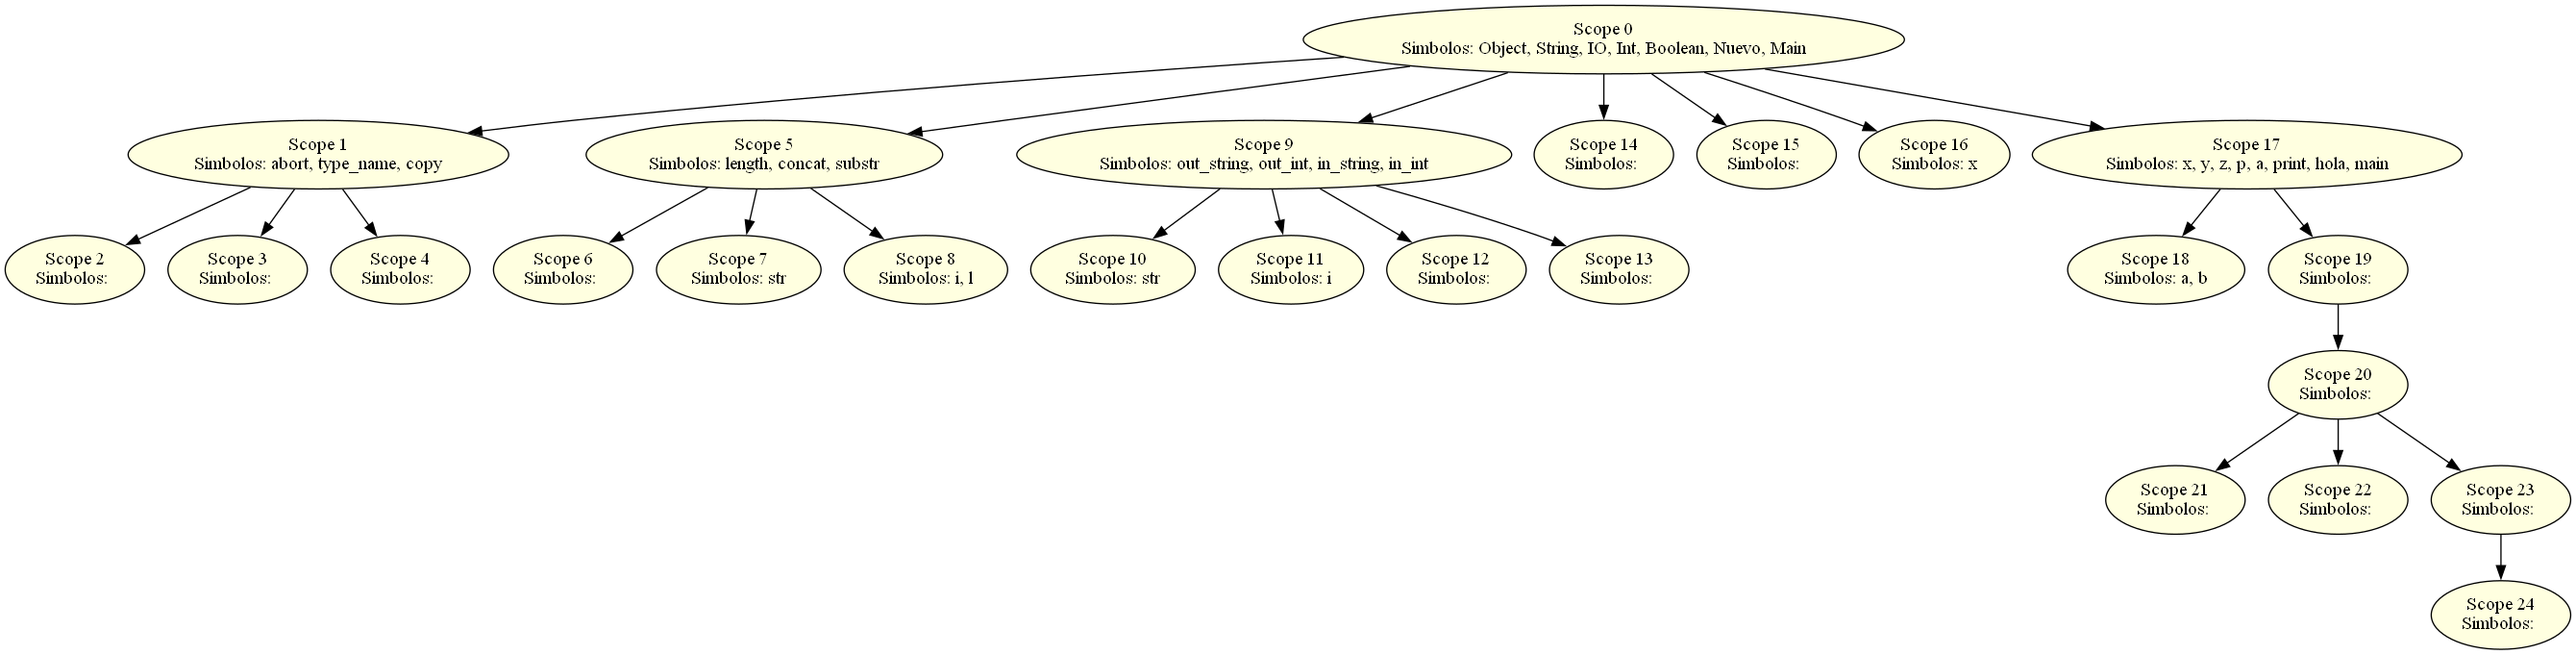 Scope 0
Simbolos: Object, String, IO, Int, Boolean, Nuevo, Main
Scope 1
Simbolos: abort, type_name, copy
Scope 5
Simbolos: length, concat, substr
Scope 9
Simbolos: out_string, out_int, in_string, in_int
Scope 14
Simbolos:
Scope 15
Simbolos:
Scope 16
Simbolos: x
Scope 17
Simbolos: x, y, z, p, a, print, hola, main
Scope 2
Simbolos:
Scope 3
Simbolos:
Scope 4
Simbolos:
Scope 6
Simbolos:
Scope 7
Simbolos: str
Scope 8
Simbolos: i, l
Scope 10
Simbolos: str
Scope 11
Simbolos: i
Scope 12
Simbolos:
Scope 13
Simbolos:
Scope 18
Simbolos: a, b
Scope 19
Simbolos:
Scope 20
Simbolos:
Scope 21
Simbolos:
Scope 22
Simbolos:
Scope 23
Simbolos:
Scope 24
Simbolos: